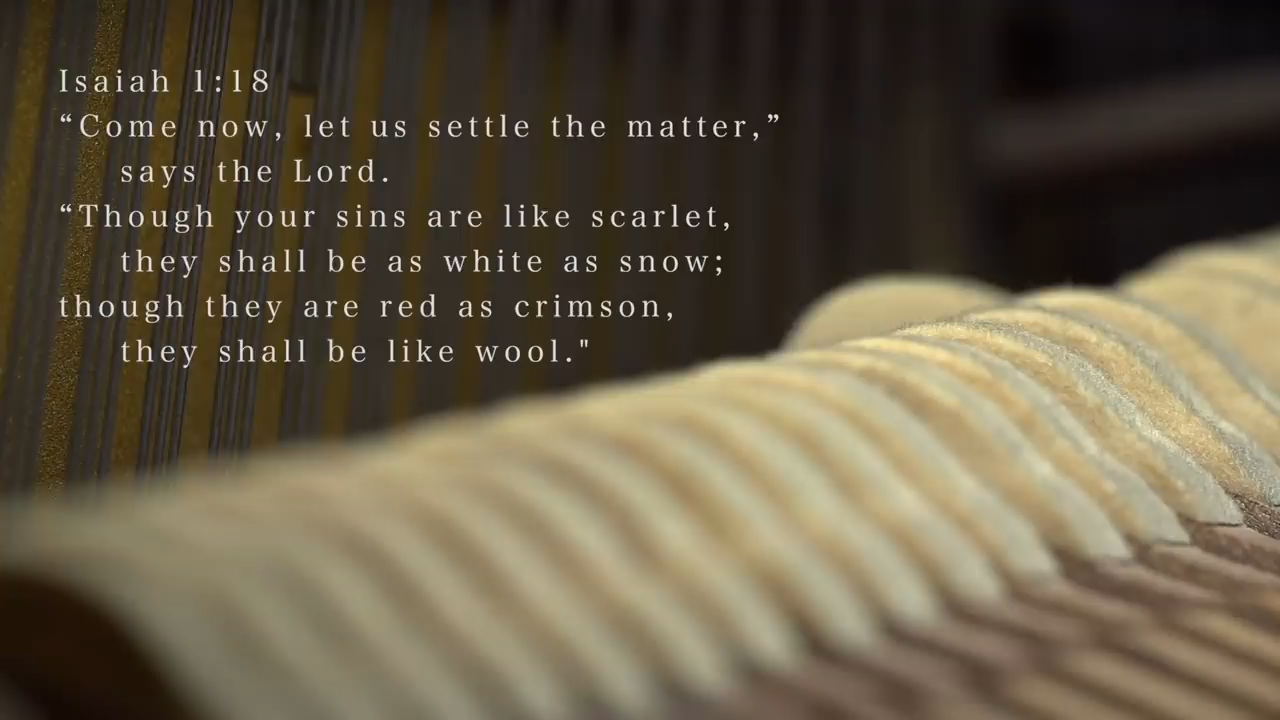 Isaiah 1:18
“Come now, let us settle the matter,”
says the Lord.
“Though your sins are like scarlet,
they shall be as white as snow;
though they are red as crimson,
they shall be like wool."